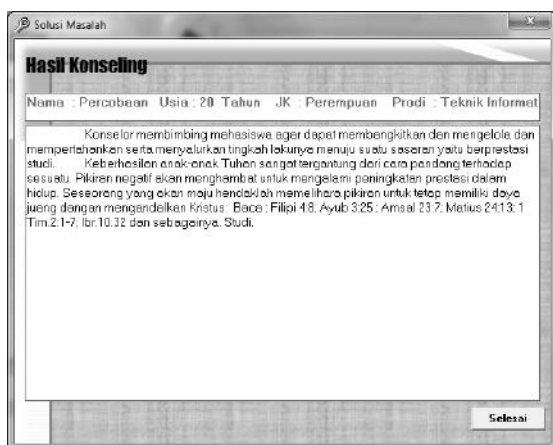 Solusi Masalah
Hasil Konseling
Nama : Percobaan Usia : 20 Tahun JK : Perempuan Prodi : Teknik Informat
Konselor membimbing mahasiswa agar dapat membangkitkan dan mengelola dan
mempertahankan serta menyalurkan tingkah lakunya menuju suatu sasaran yaitu berprestasi
studi. Keberhasilan anak-anak Tuhan sangat tergantung dari cara pandang terhadap
sesuatu. Pikiran negatif akan menghambat untuk mengalami peningkatan prestasi dalam
hidup. Seseorang yang akan maju hendaklah memelihara pikiran untuk tetap memiliki daya
juang dengan mengandalkan Kristus: Baca : Filipi 4:8, Ayub 3:25 ; Amsal 23:7, Matius 24:13; 1
Tim.2:1-7; Ibr.10:32 dan sebagainya. Studi.
Selesai